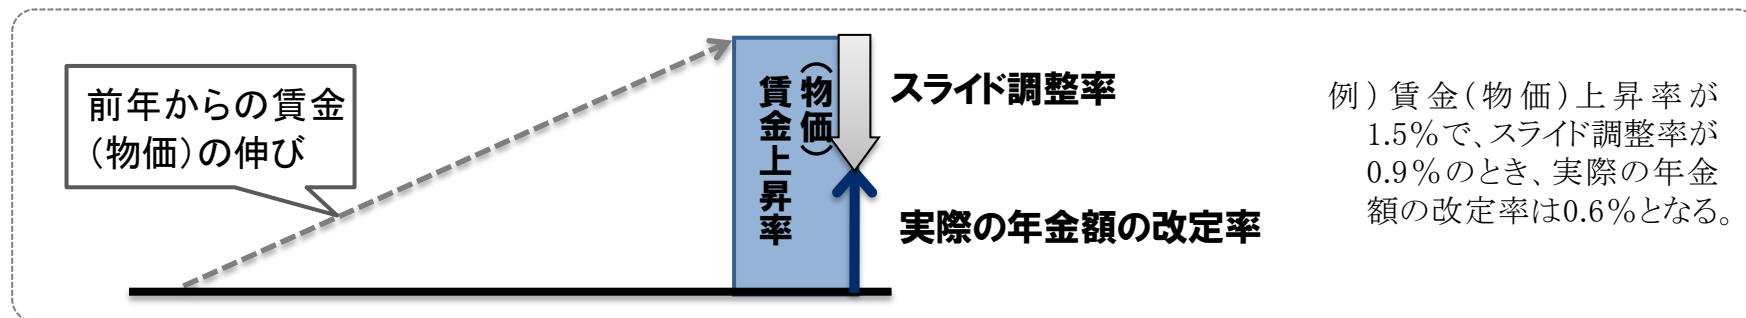 前年からの賃金
（物価）の伸び
賃金上昇率
（物価）
スライド調整率
実際の年金額の改定率
例）賃金（物価）上昇率が
1.5％で、スライド調整率が
0.9％のとき、実際の年金
額の改定率は0.6％となる。